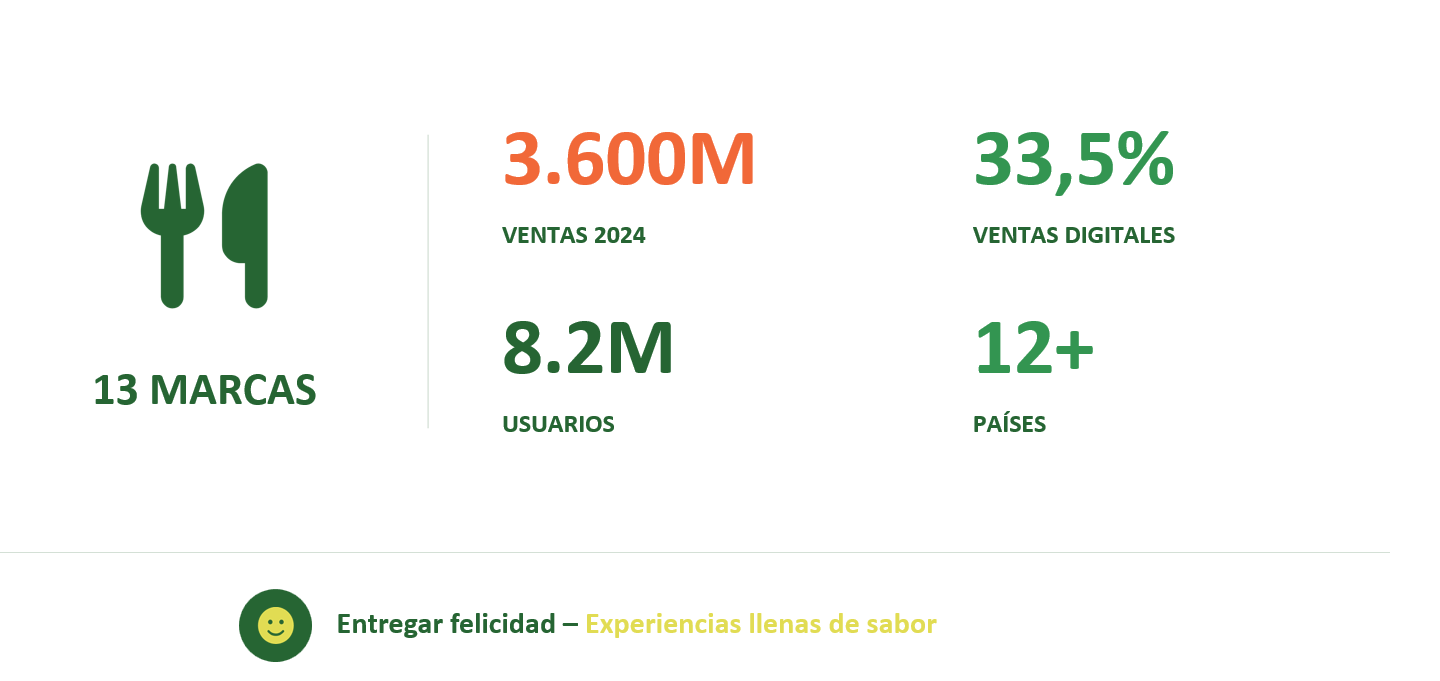 13 MARCAS
3.600M
VENTAS 2024
33,5%
VENTAS DIGITALES
8.2M
USUARIOS
12+
PAÍSES
Entregar felicidad – Experiencias llenas de sabor